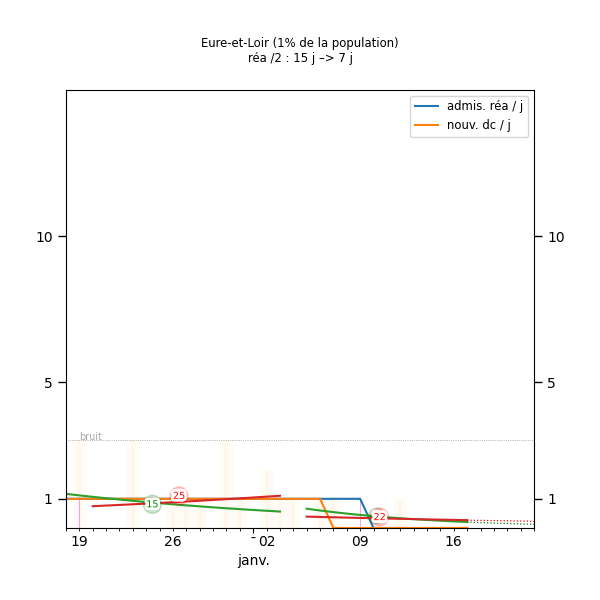 Eure-et-Loir (1% de la population)
réa /2 : 15 j –> 7 j
admis. réa / j
nouv. dc / j
10
10
5
5
bruit
1
1
25
15
22
19
26
02
09
16
janv.